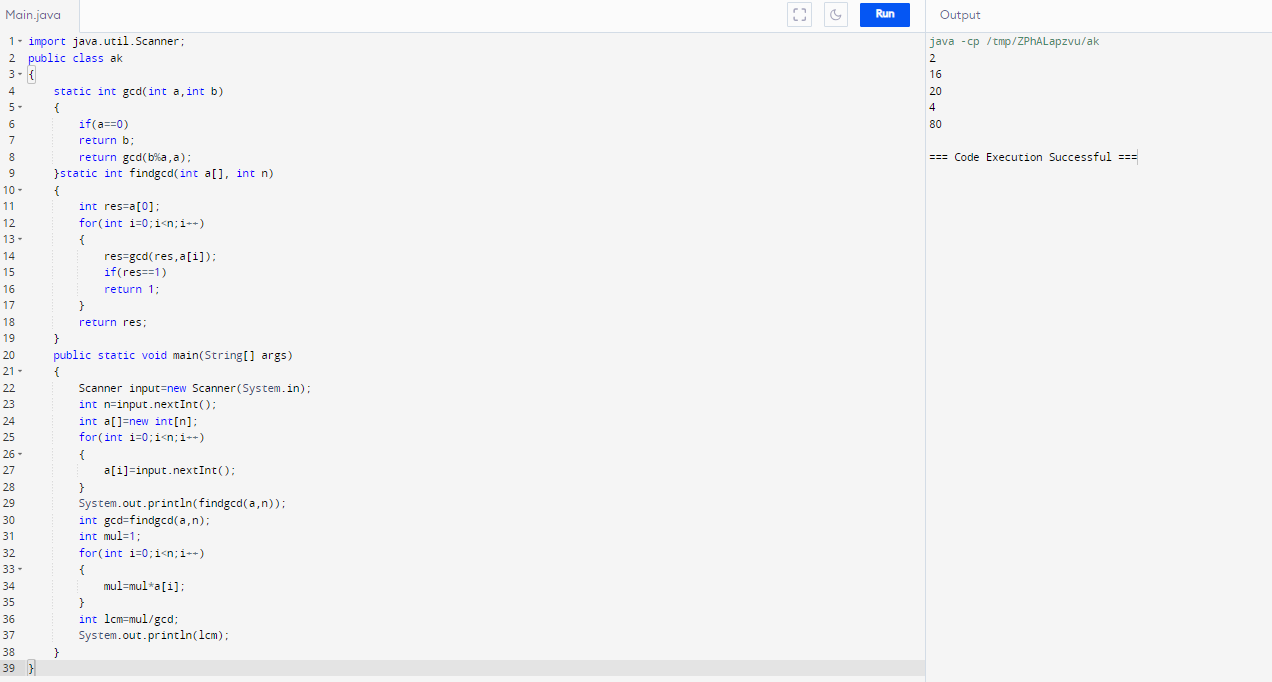 Main.java
Run
Output
1 import java.util.Scanner;
2 public class ak
3 {
4 static int gcd(int a,int b)
5 {
6 if(a==0)
7 return b;
8 return gcd(b%a,a);
9 }static int findgcd(int a[], int n)
10 {
11 int res=a[0];
12 for(int i=0;i<n;i++)
13 {
14 res=gcd(res,a[i]);
15 if(res==1)
16 return 1;
17 }
18 return res;
19 }
20 public static void main(String[] args)
21 {
22 Scanner input=new Scanner(System.in);
23 int n=input.nextInt();
24 int a[]=new int[n];
25 for(int i=0;i<n;i++)
26 {
27 a[i]=input.nextInt();
28 }
29 System.out.println(findgcd(a,n));
30 int gcd=findgcd(a,n);
31 int mul=1;
32 for(int i=0;i<n;i++)
33 {
34 mul=mul*a[i];
35 }
36 int lcm=mul/gcd;
37 System.out.println(lcm);
38 }
39 }
java -cp /tmp/ZPhALapzvu/ak
2
16
20
4
80
=== Code Execution Successful ===